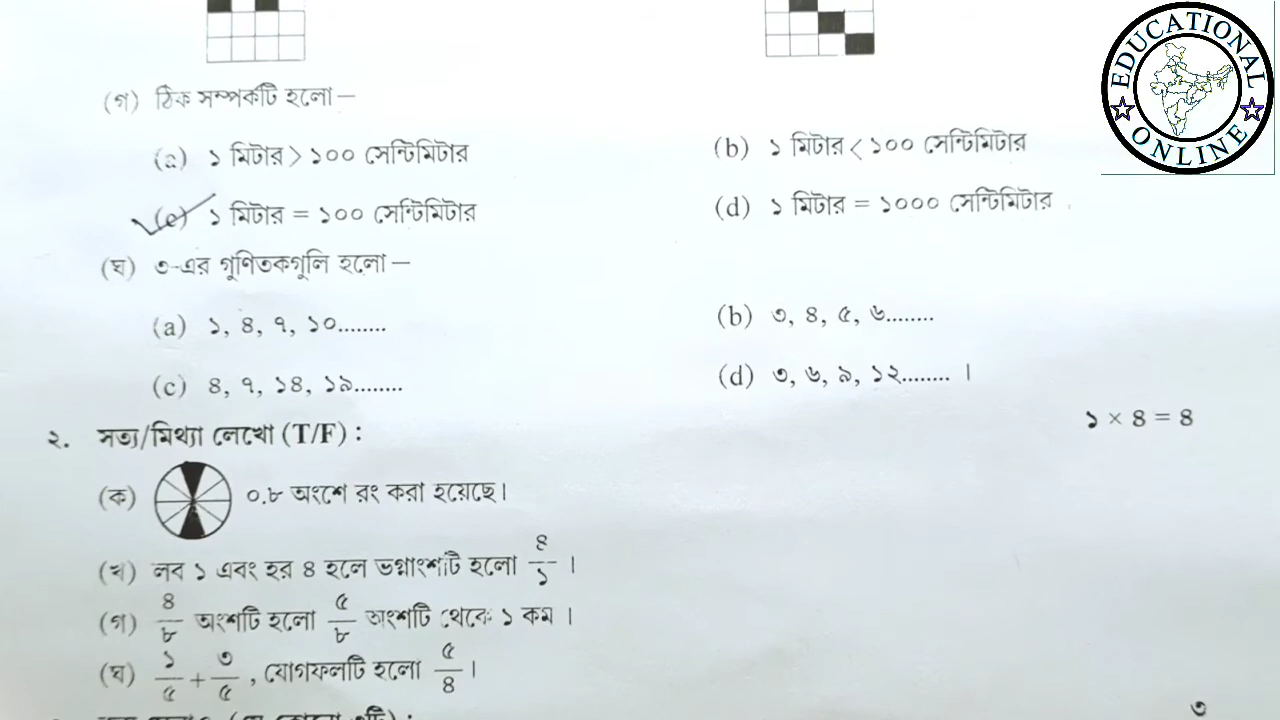 EDUCATIONAL ONLINE
(গ) ঠিক সম্পর্কটি হলো—
(a) ১ মিটার > ১০০ সেন্টিমিটার
(b) ১ মিটার < ১০০ সেন্টিমিটার
(c) ১ মিটার = ১০০ সেন্টিমিটার
(d) ১ মিটার = ১০০০ সেন্টিমিটার
(ঘ) ৩-এর গুণিতকগুলি হলো—
(a) ১, ৪, ৭, ১০........
(b) ৩, ৪, ৫, ৬........
(c) ৪, ৭, ১৪, ১৯........
(d) ৩, ৬, ৯, ১২........ ।
২. সত্য/মিথ্যা লেখো (T/F) : ১ × ৪ = ৪
(ক) ০.৮ অংশে রং করা হয়েছে।
(খ) লব ১ এবং হর ৪ হলে ভগ্নাংশটি হলো ৪/১ ।
(গ) ৪/৮ অংশটি হলো ৫/৮ অংশটি থেকে ১ কম ।
(ঘ) ১/৫ + ৩/৫ , যোগফলটি হলো ৫/৪ ।